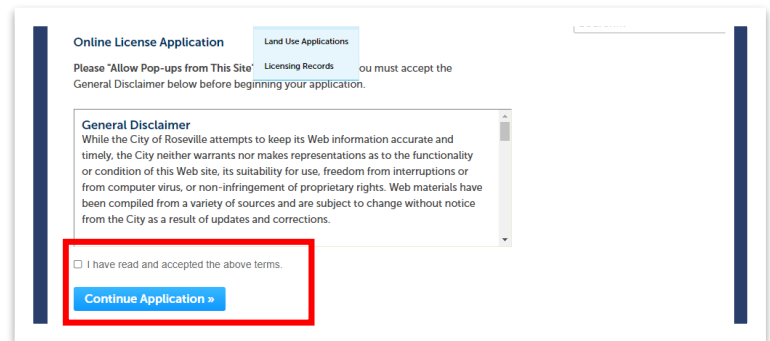 Online License Application
Land Use Applications
Licensing Records
Please "Allow Pop-ups from This Site" ou must accept the
General Disclaimer below before beginning your application.
General Disclaimer
While the City of Roseville attempts to keep its Web information accurate and
timely, the City neither warrants nor makes representations as to the functionality
or condition of this Web site, its suitability for use, freedom from interruptions or
from computer virus, or non-infringement of proprietary rights. Web materials have
been compiled from a variety of sources and are subject to change without notice
from the City as a result of updates and corrections.
I have read and accepted the above terms.
Continue Application »